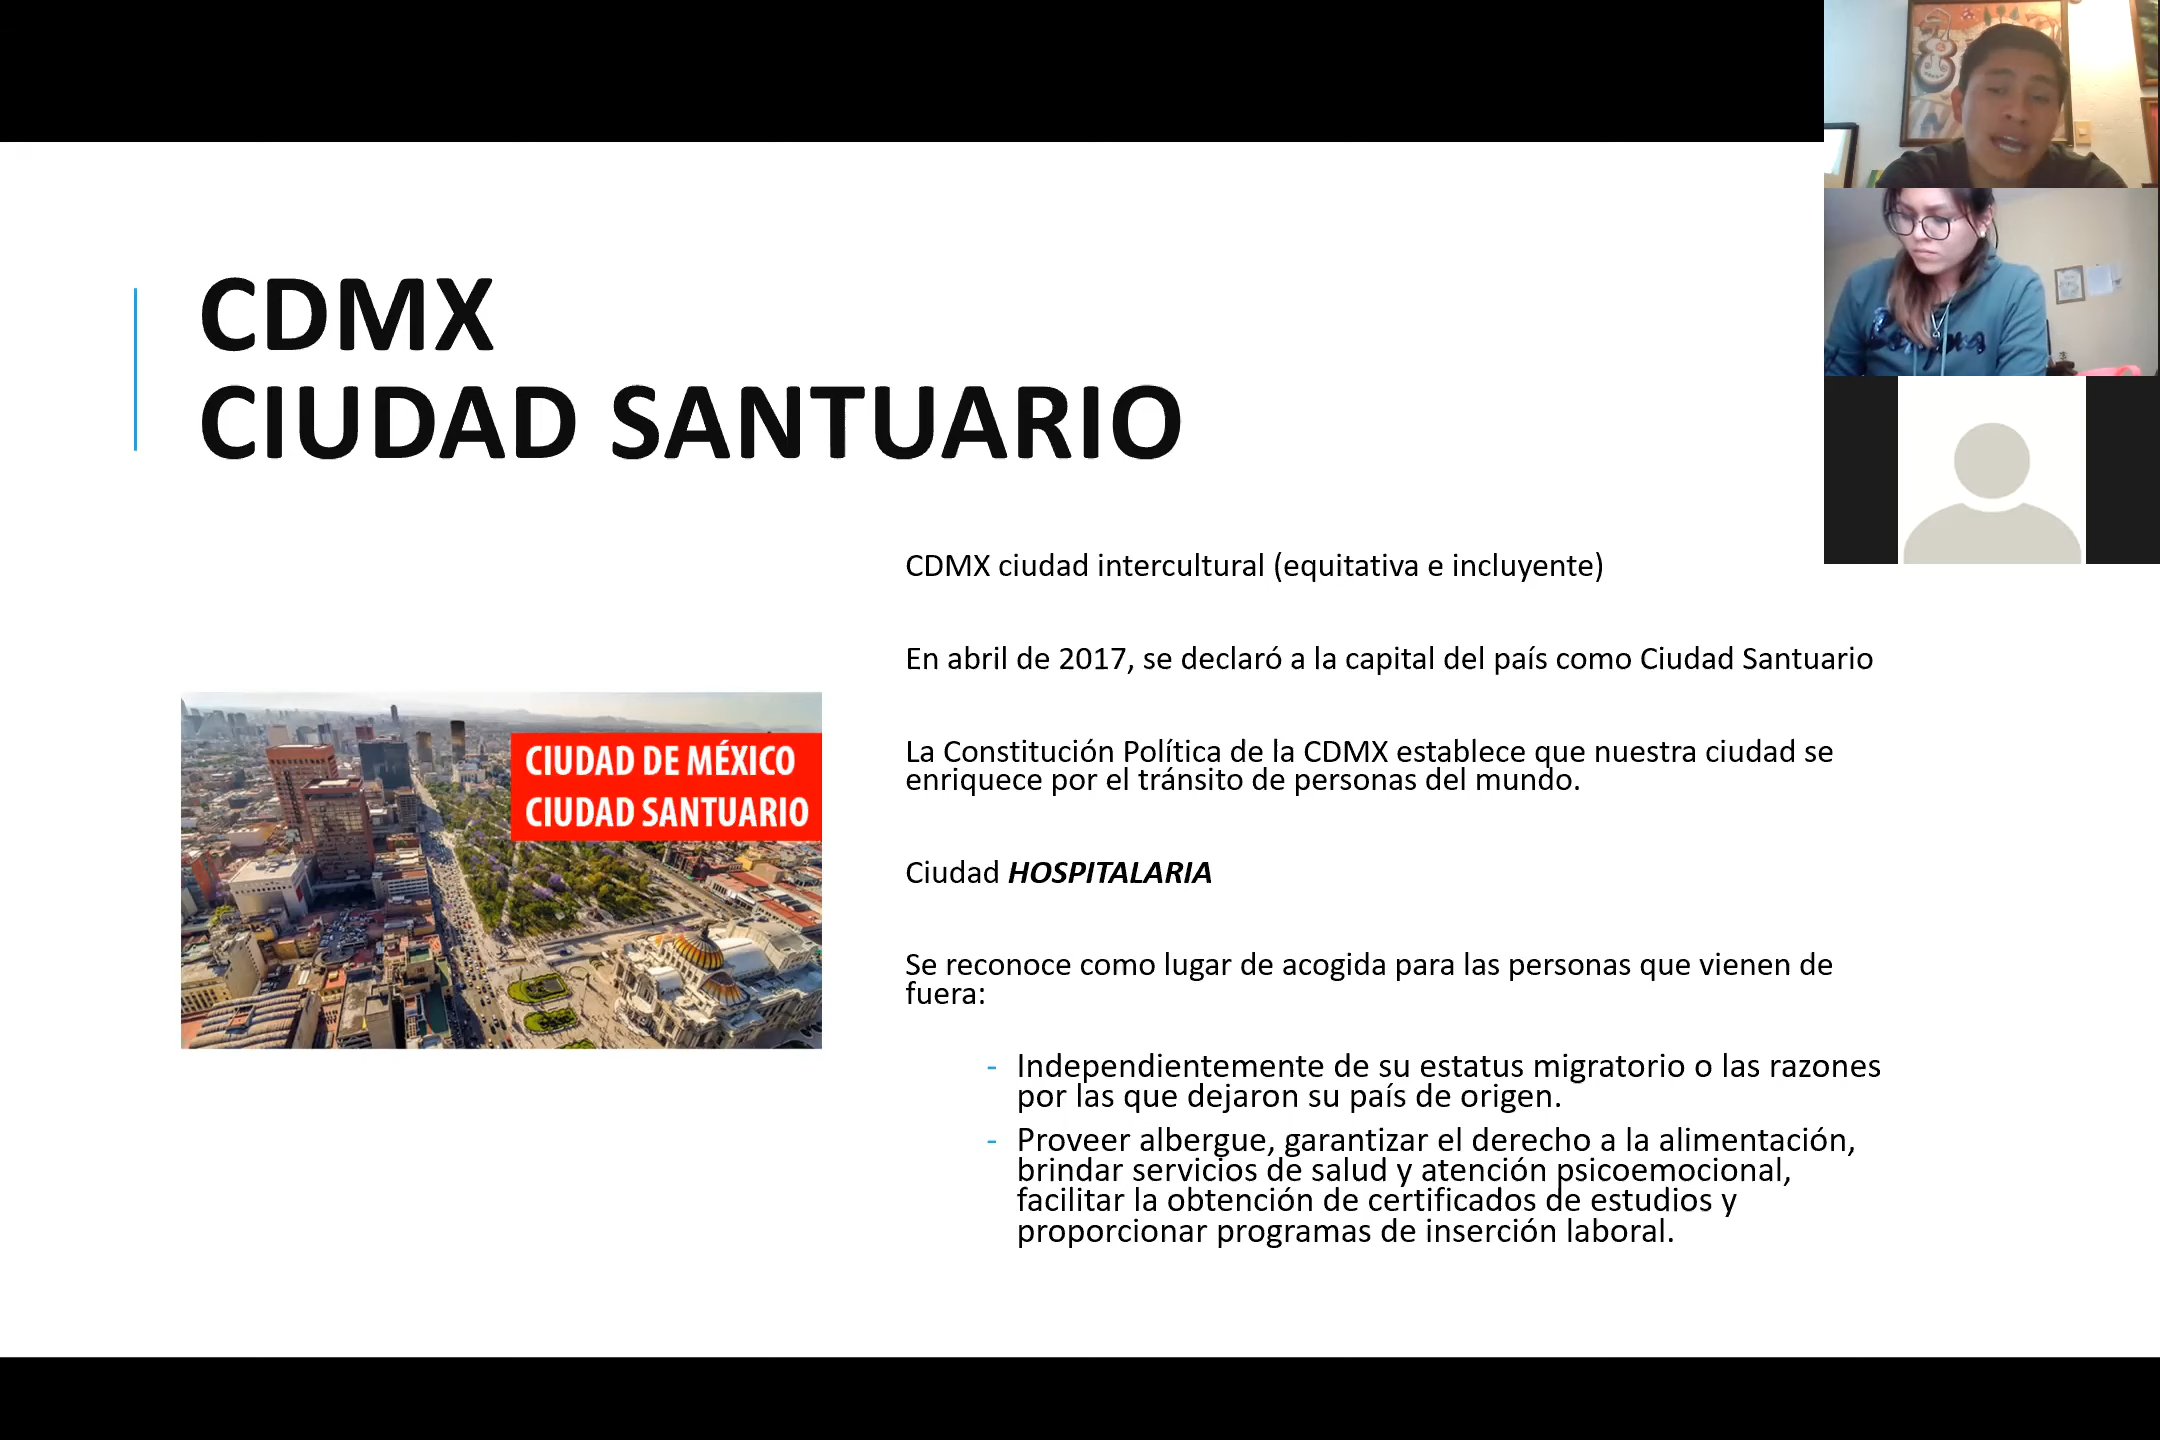 CDMX
CIUDAD SANTUARIO
CDMX ciudad intercultural (equitativa e incluyente)
En abril de 2017, se declaró a la capital del país como Ciudad Santuario
CIUDAD DE MÉXICO
CIUDAD SANTUARIO
La Constitución Política de la CDMX establece que nuestra ciudad se
enriquece por el tránsito de personas del mundo.
Ciudad HOSPITALARIA
Se reconoce como lugar de acogida para las personas que vienen de
fuera:
- Independientemente de su estatus migratorio o las razones
por las que dejaron su país de origen.
- Proveer albergue, garantizar el derecho a la alimentación,
brindar servicios de salud y atención psicoemocional,
facilitar la obtención de certificados de estudios y
proporcionar programas de inserción laboral.